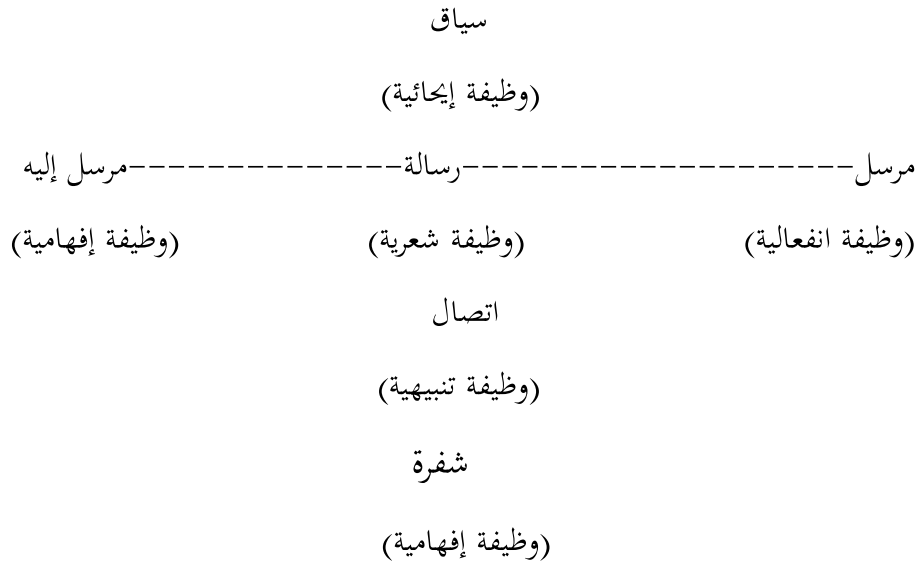 سياق
(وظيفة إيحائية)
مرسل--------------------رسالة--------------مرسل إليه
(وظيفة انفعالية) (وظيفة شعرية) (وظيفة إفهامية)
اتصال
(وظيفة تنبيهية)
شفرة
(وظيفة إفهامية)